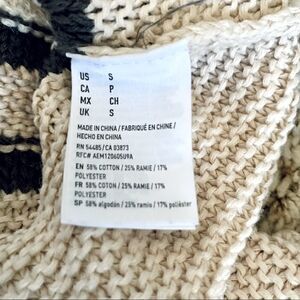 US S
CA P
MX CH
UK S
MADE IN CHINA / FABRIQUÉ EN CHINE /
HECHO EN CHINA
RN 54485/CA 03873
RFC# AEM120605U9A
EN 58% COTTON / 25% RAMIE / 17%
POLYESTER
FR 58% COTON / 25% RAMIE / 17%
POLYESTER
SP 58% algodón / 25% ramio / 17% poliéster